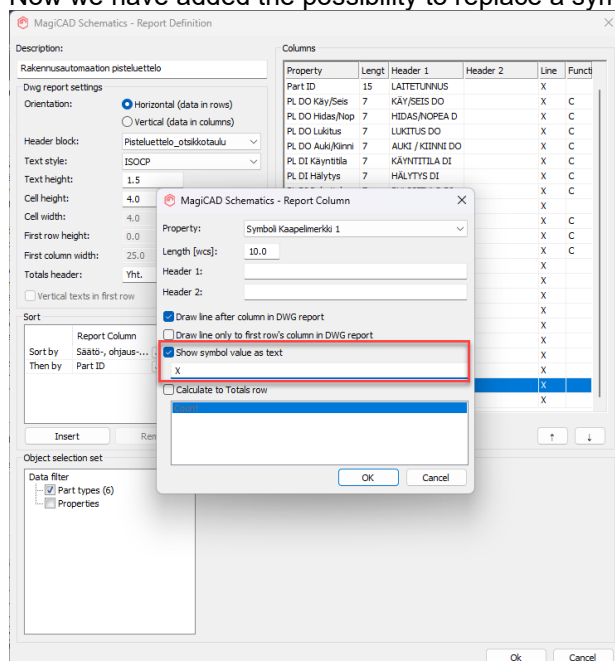 Now we have added the possibility to replace a sym
MagiCAD Schematics - Report Definition
Description:
Rakennusautomaation pisteluettelo
Dwg report settings
Orientation:
Horizontal (data in rows)
Vertical (data in columns)
Header block:
Pisteluettelo_otsikkotaulu
Text style:
ISOCP
Text height:
1.5
Cell height:
4.0
Cell width:
4.0
First row height:
0.0
First column width:
25.0
Totals header:
Yht.
Vertical texts in first row
Sort
Report Column
Sort by Säätö-, ohjaus-...
Then by Part ID
Insert
Object selection set
Data filter
Part types (6)
Properties
Columns
Property Lengt Header 1 Header 2 Line Functi
Part ID 15 LAITETUNNUS X
PL DO Käy/Seis 7 KÄY/SEIS DO X C
PL DO Hidas/Nop 7 HIDAS/NOPEA D X C
PL DO Lukitus 7 LUKITUS DO X C
PL DO Auki/Kiinni 7 AUKI / KIINNI DO X C
PL DI Käyntitila 7 KÄYNTITILA DI X C
PL DI Hälytys 7 HÄLYTYS DI X C
X C
X
X C
X C
X C
X
X
X
X
X
X
X
X
X
X
MagiCAD Schematics - Report Column
Property:
Symboli Kaapelimerkki 1
Length [wcs]:
10.0
Header 1:
Header 2:
Draw line after column in DWG report
Draw line only to first row's column in DWG report
Show symbol value as text
X
Calculate to Totals row
OK Cancel
↑ ↓
Ok Cancel